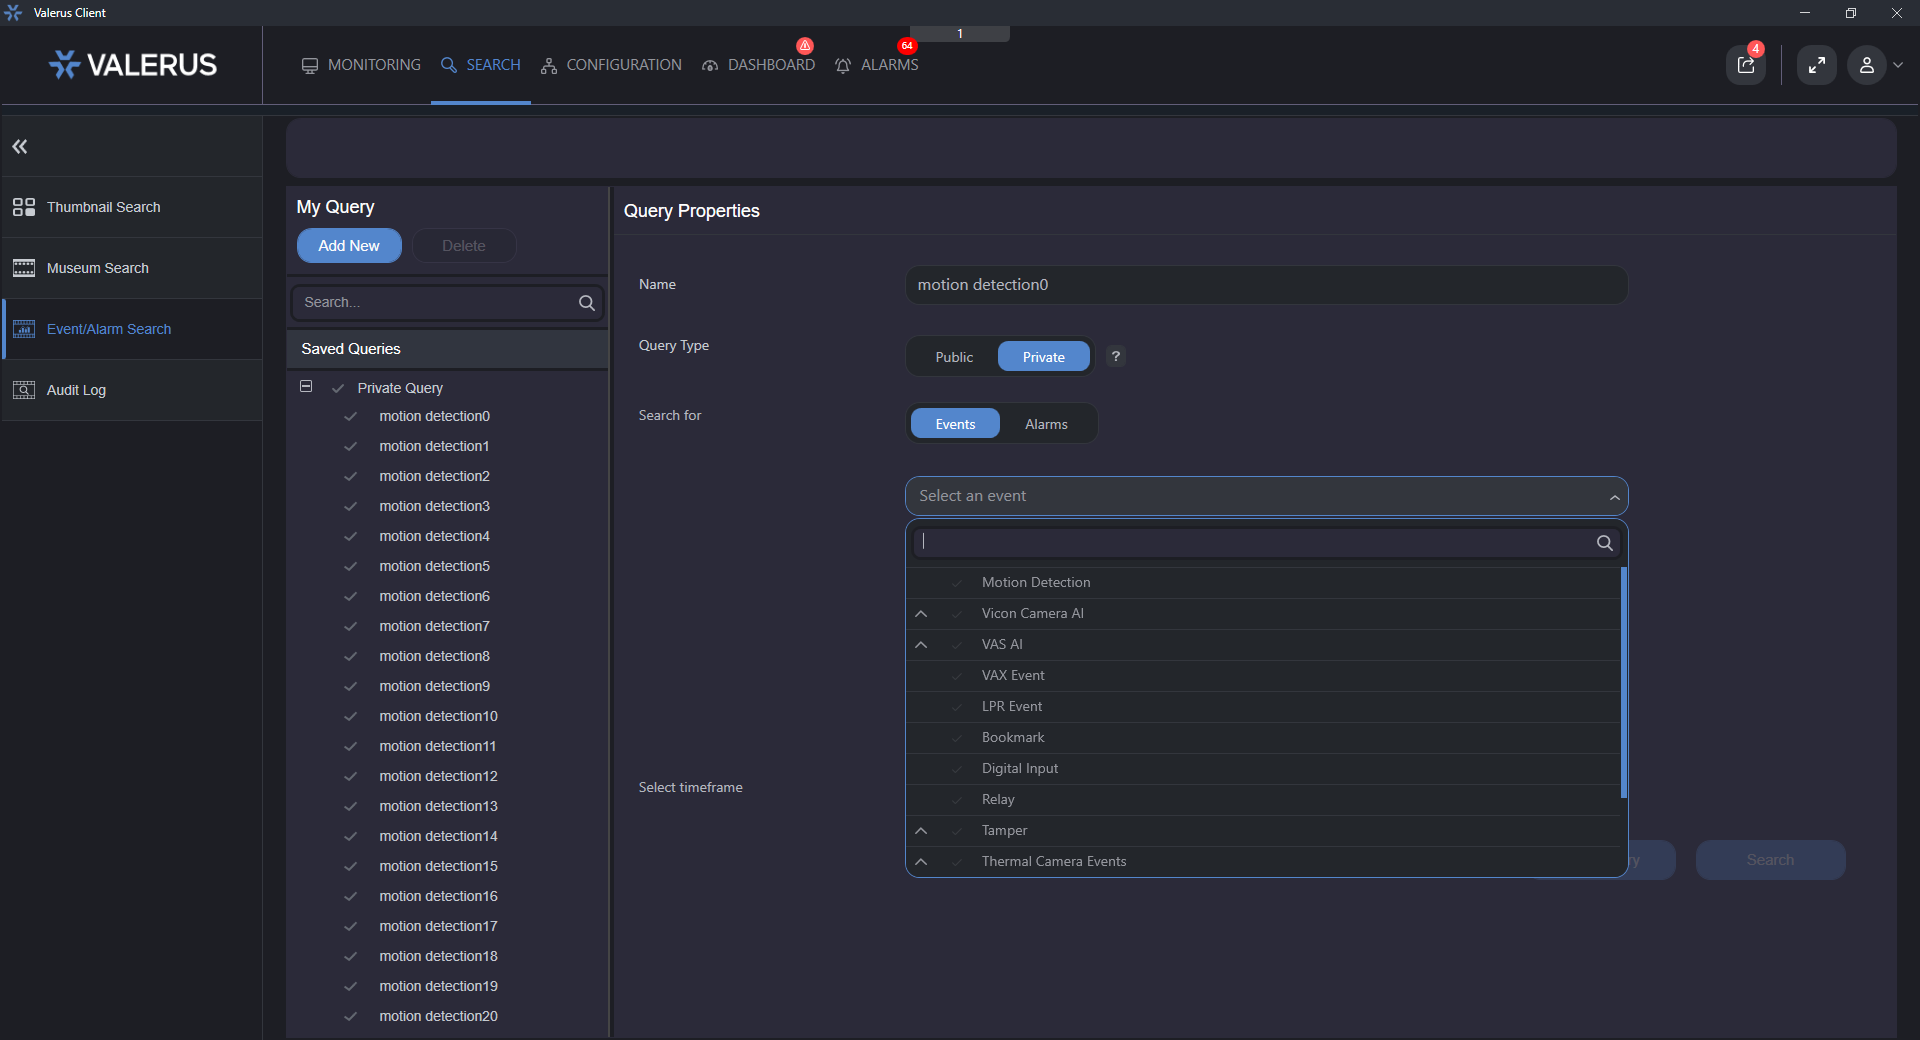 Valerus Client
1
VALERUS
MONITORING
SEARCH
CONFIGURATION
DASHBOARD
64
ALARMS
4
Thumbnail Search
Museum Search
Event/Alarm Search
Audit Log
My Query
Add New
Delete
Search...
Saved Queries
Private Query
motion detection0
motion detection1
motion detection2
motion detection3
motion detection4
motion detection5
motion detection6
motion detection7
motion detection8
motion detection9
motion detection10
motion detection11
motion detection12
motion detection13
motion detection14
motion detection15
motion detection16
motion detection17
motion detection18
motion detection19
motion detection20
Query Properties
Name
motion detection0
Query Type
Public
Private
?
Search for
Events
Alarms
Select an event
Motion Detection
Vicon Camera AI
VAS AI
VAX Event
LPR Event
Bookmark
Digital Input
Relay
Tamper
Thermal Camera Events
Select timeframe
Search